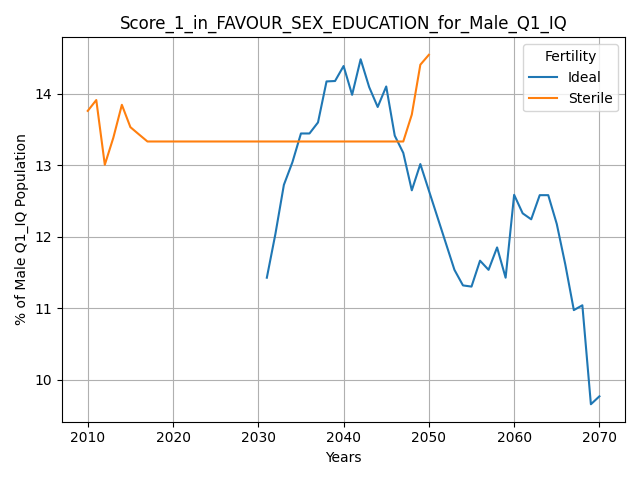 Score_1_in_FAVOUR_SEX_EDUCATION_for_Male_Q1_IQ
Fertility
Ideal
Sterile
% of Male Q1_IQ Population
14
13
12
11
10
2010 2020 2030 2040 2050 2060 2070
Years